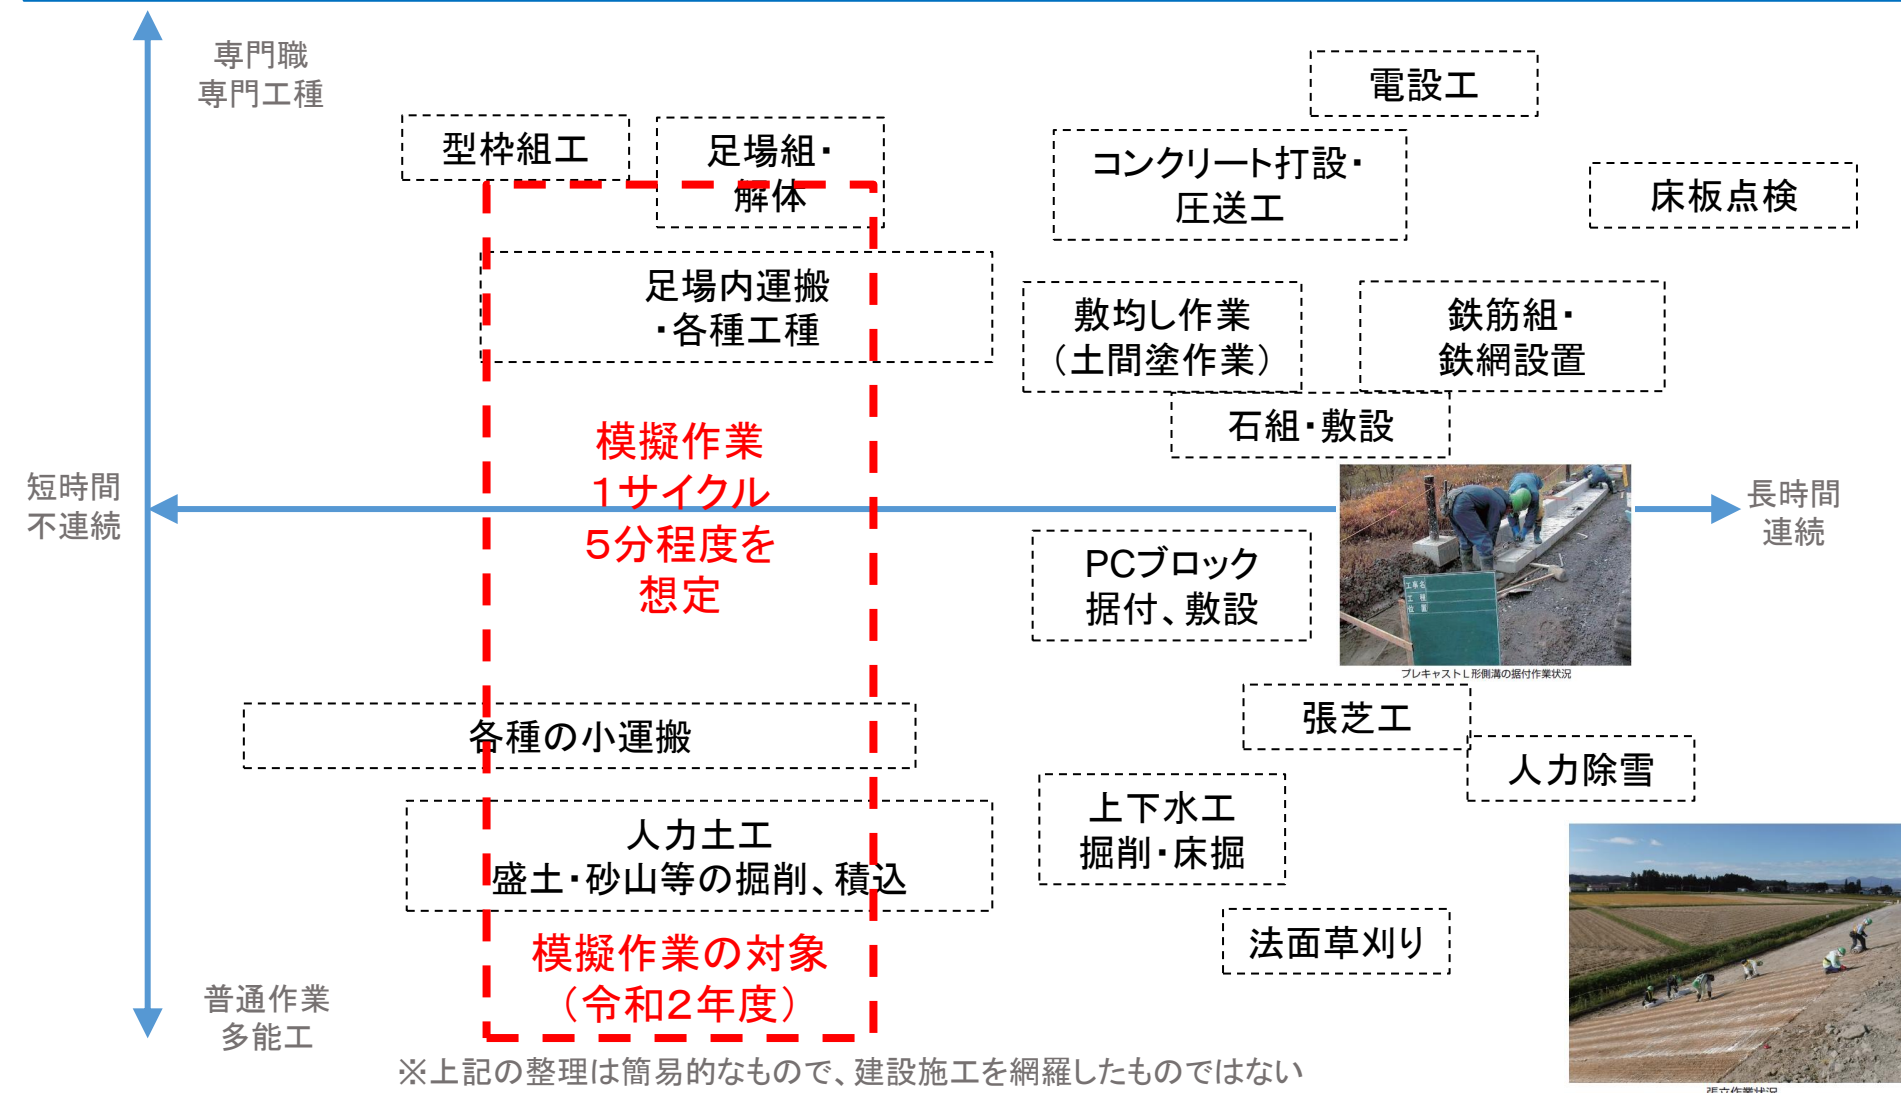 専門職
専門工種
電設工
型枠組工
足場組・
解体
コンクリート打設・
圧送工
床板点検
足場内運搬
・各種工種
敷均し作業
（土間塗作業）
鉄筋組・
鉄網設置
石組・敷設
模擬作業
1サイクル
5分程度を
想定
短時間
不連続
長時間
連続
PCブロック
据付、敷設
工事名
工種
位置
プレキャストL形側溝の据付作業状況
各種の小運搬
張芝工
人力除雪
人力土工
盛土・砂山等の掘削、積込
上下水工
掘削・床掘
法面草刈り
模擬作業の対象
（令和2年度）
普通作業
多能工
※上記の整理は簡易的なもので、建設施工を網羅したものではない